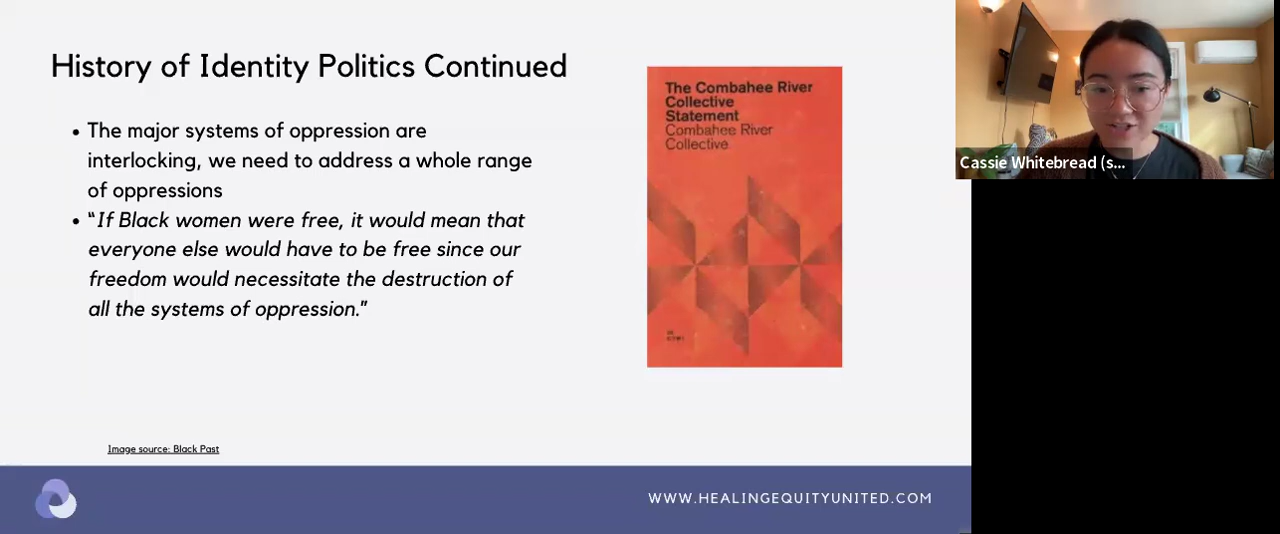 History of Identity Politics Continued
• The major systems of oppression are
interlocking, we need to address a whole range
of oppressions
• “If Black women were free, it would mean that
everyone else would have to be free since our
freedom would necessitate the destruction of
all the systems of oppression.”
Image source: Black Past
The Combahee River
Collective
Statement
Combahee River
Collective
WWW.HEALINGEQUITYUNITED.COM
Cassie Whitebread (s...